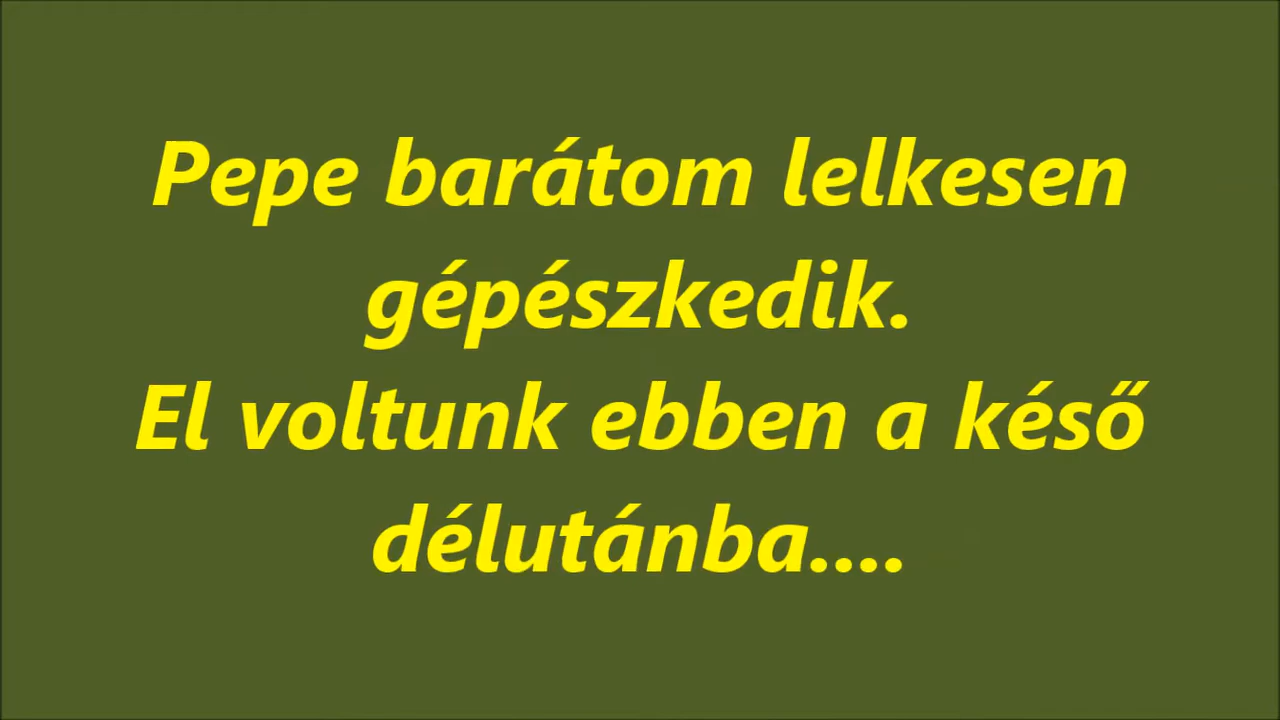 Pepe barátom lelkesen
gépészkedik.
El voltunk ebben a késő
délutánba....